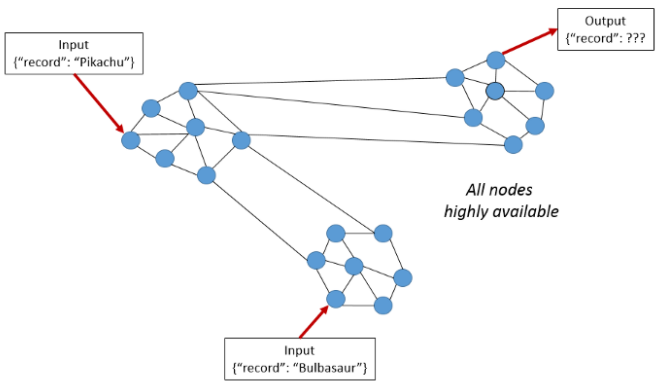 Output
{“record”: ???
Input
{“record”: “Pikachu”}
All nodes
highly available
Input
{“record”: “Bulbasaur”}